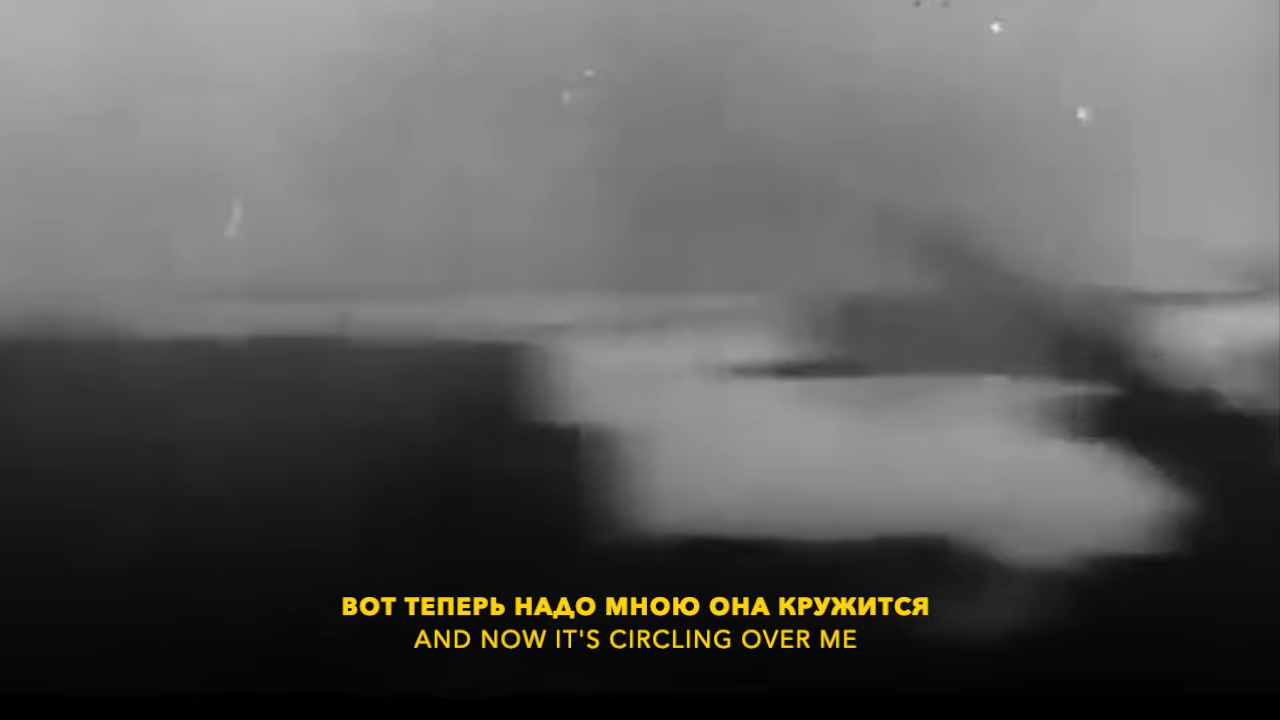 ВОТ ТЕПЕРЬ НАДО МНОЮ ОНА КРУЖИТСЯ
AND NOW IT'S CIRCLING OVER ME